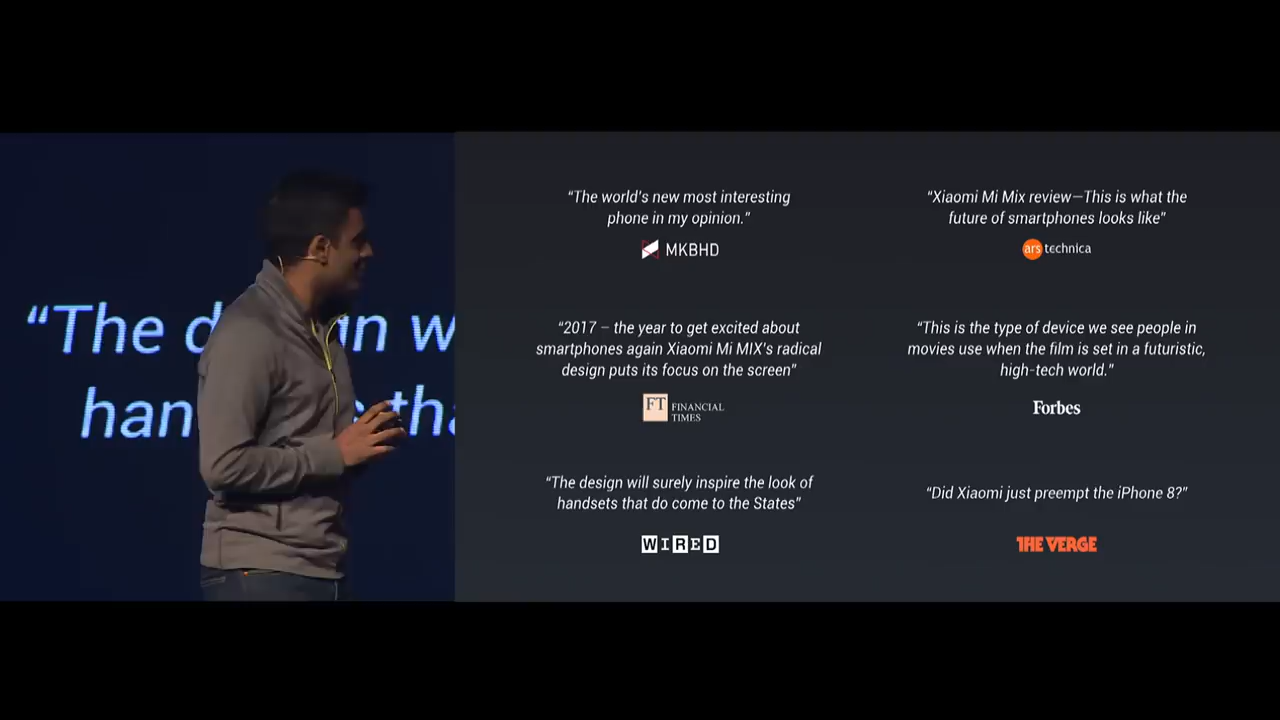 “The d gn w
han s tha
“The world's new most interesting
phone in my opinion.”
MKBHD
“Xiaomi Mi Mix review—This is what the
future of smartphones looks like”
ars technica
“2017 – the year to get excited about
smartphones again Xiaomi Mi MIX's radical
design puts its focus on the screen”
FT FINANCIAL
TIMES
“This is the type of device we see people in
movies use when the film is set in a futuristic,
high-tech world.”
Forbes
“The design will surely inspire the look of
handsets that do come to the States”
WIRED
“Did Xiaomi just preempt the iPhone 8?”
THE VERGE